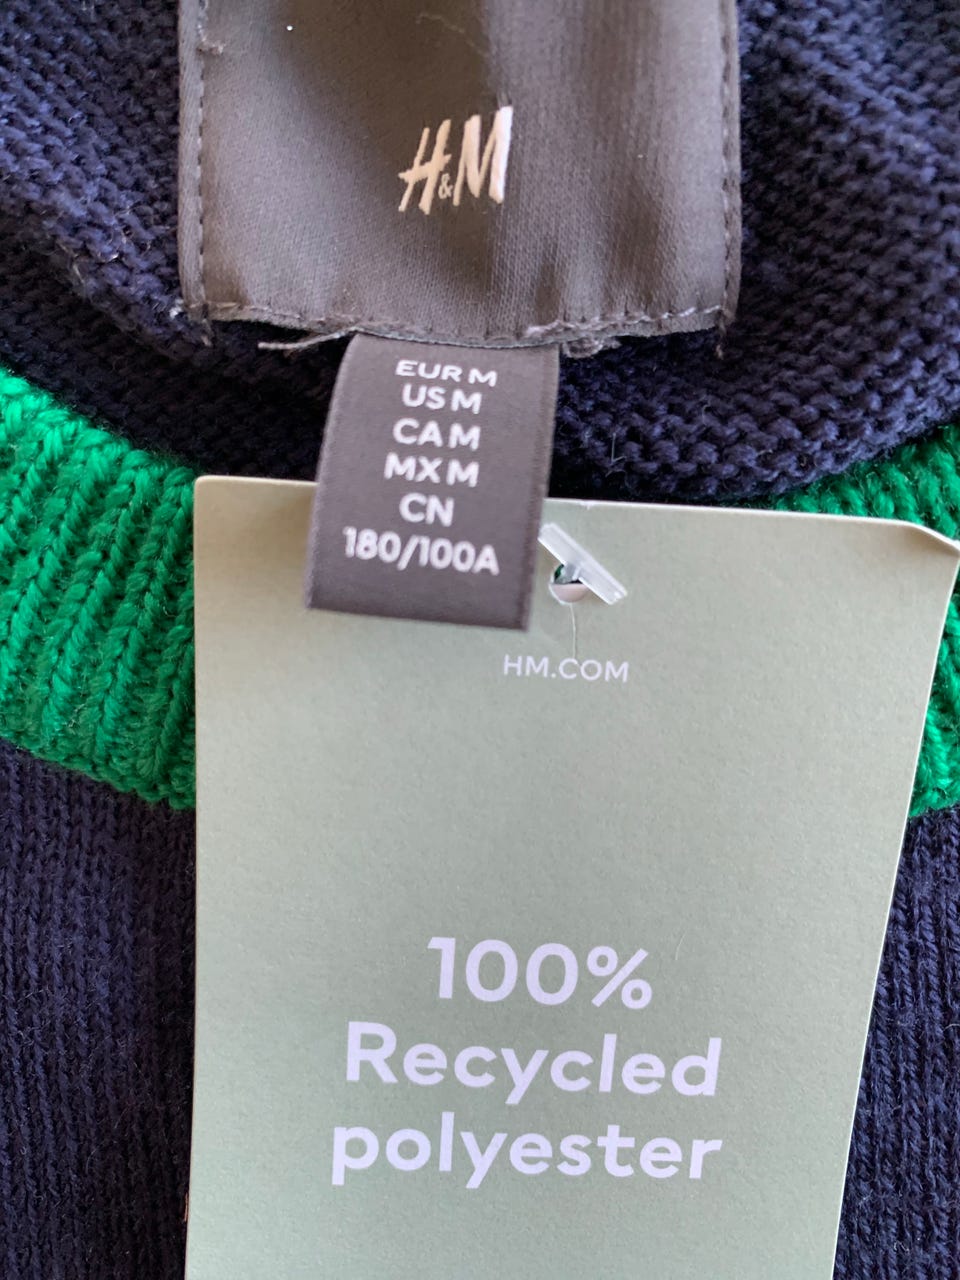 H&M
EUR M
US M
CA M
MX M
CN
180/100A
HM.COM
100%
Recycled
polyester